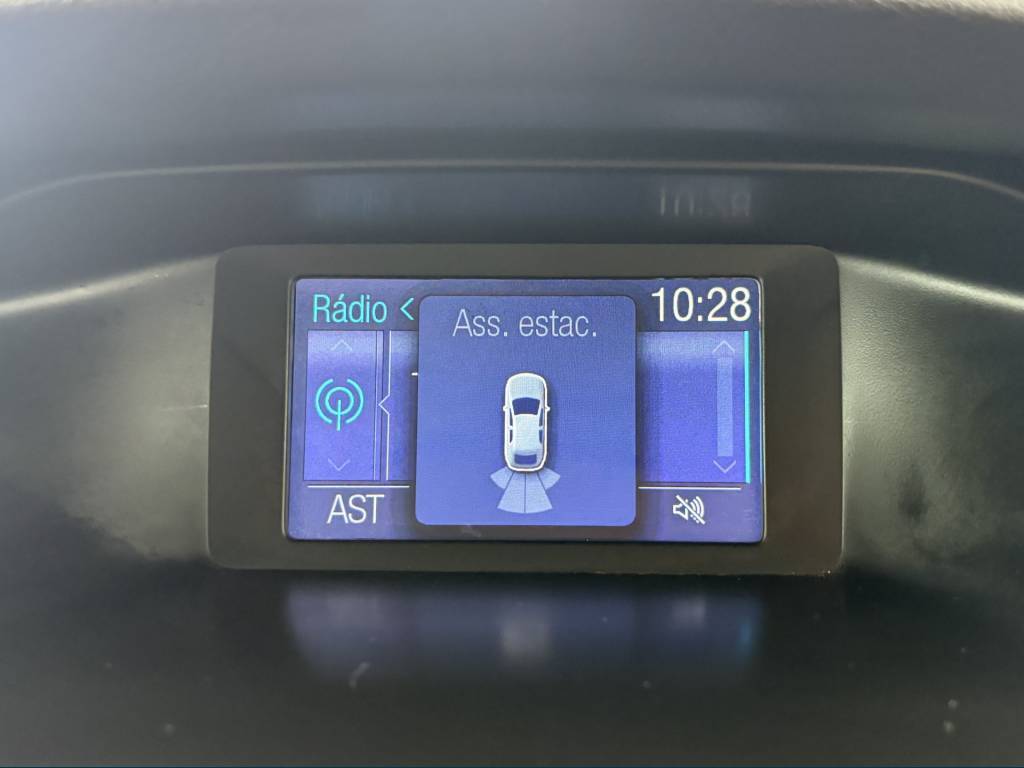 Rádio <
10:28
Ass. estac.
AST